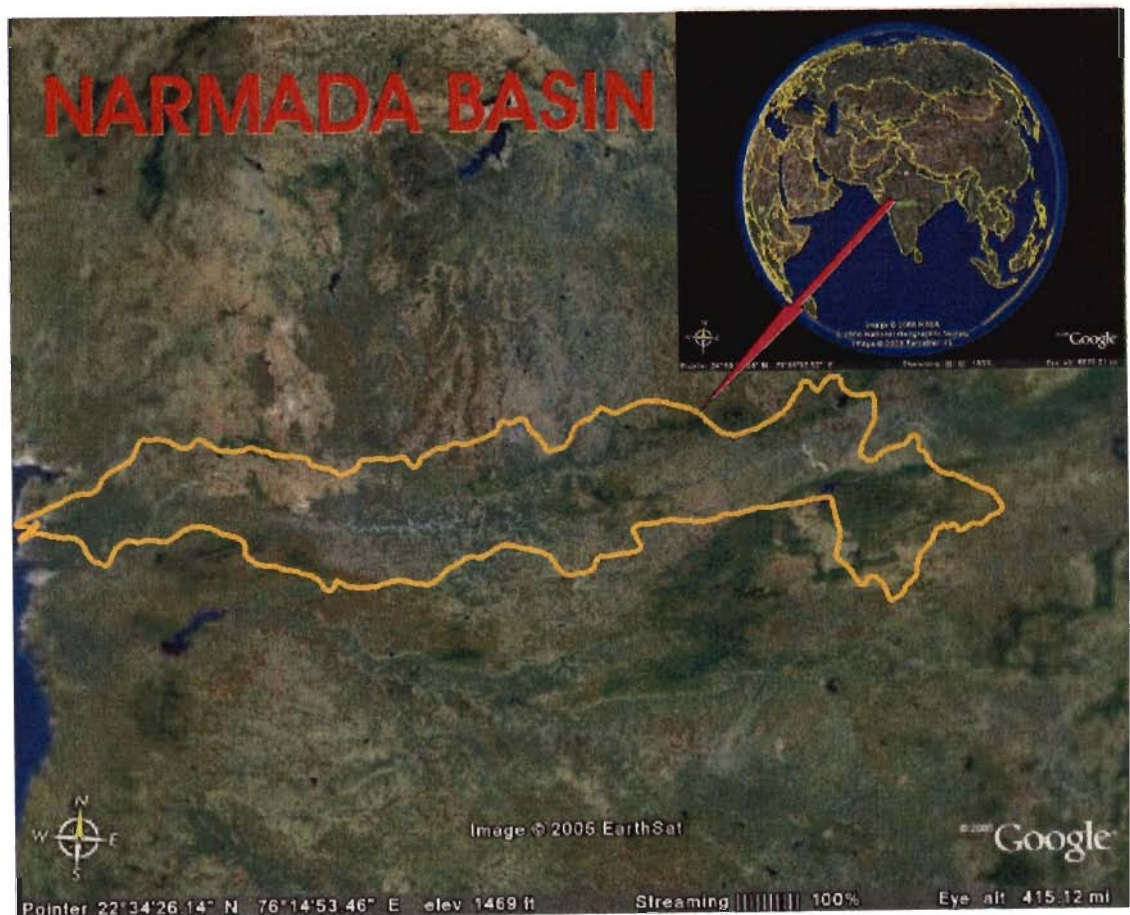 NARMADA BASIN
Google
Image © 2005 EarthSat
© 2005 Google
W N E
S
Pointer 22°34'26.14" N 76°14'53.46" E elev 1469 ft Streaming 100% Eye alt 415.12 mi